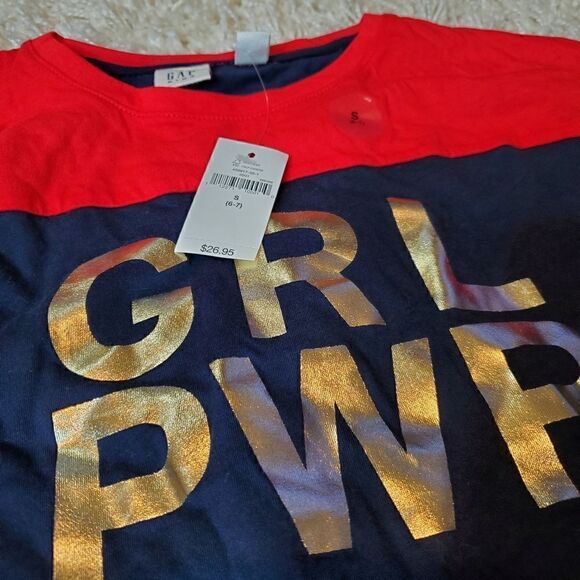 GAP
S
S
(6-7)
$26.95
GRL
PWR